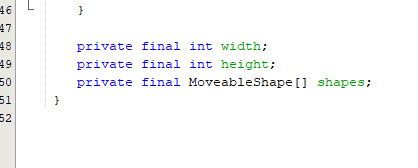 46 }
47
48 private final int width;
49 private final int height;
50 private final MoveableShape[] shapes;
51 }
52